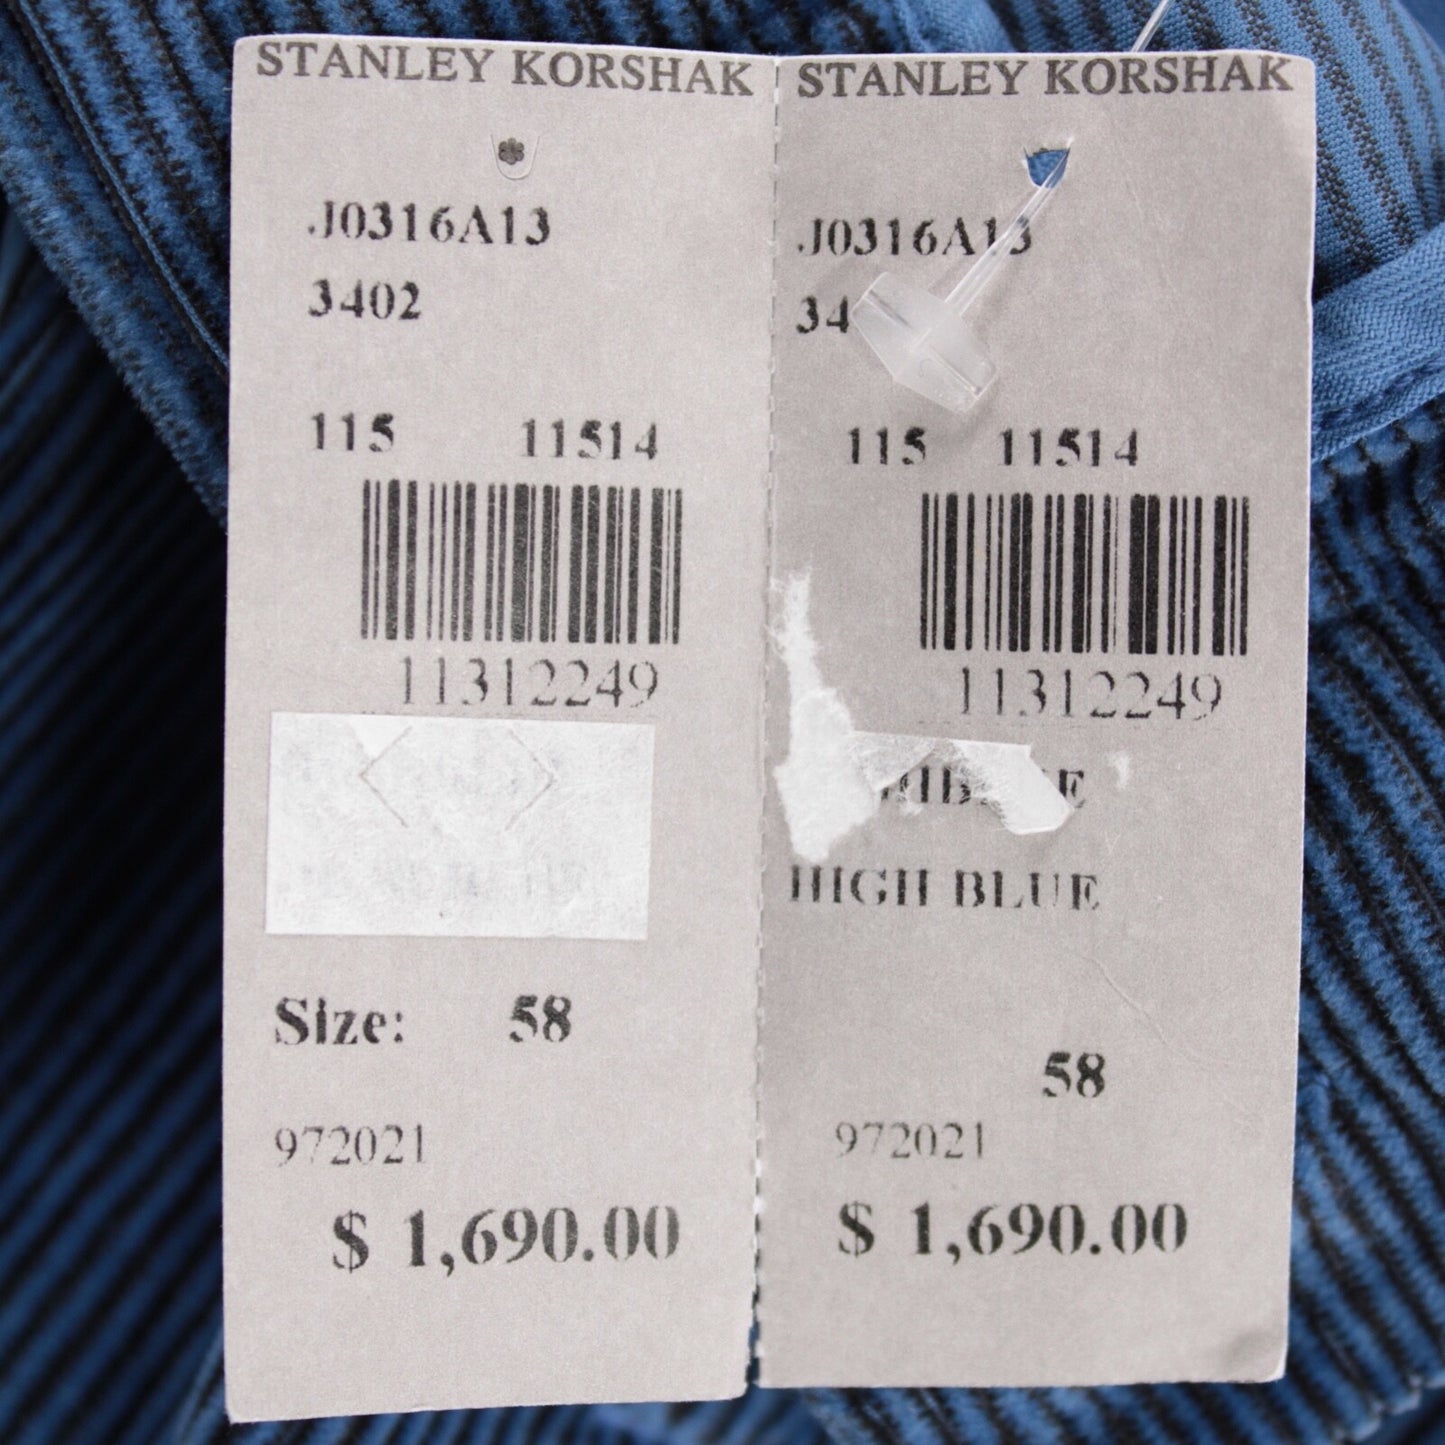 STANLEY KORSHAK
J0316A13
3402
115 11514
11312249
Size: 58
972021
$ 1,690.00
STANLEY KORSHAK
J0316A13
34
115 11514
11312249
HIGH BLUE
58
972021
$ 1,690.00